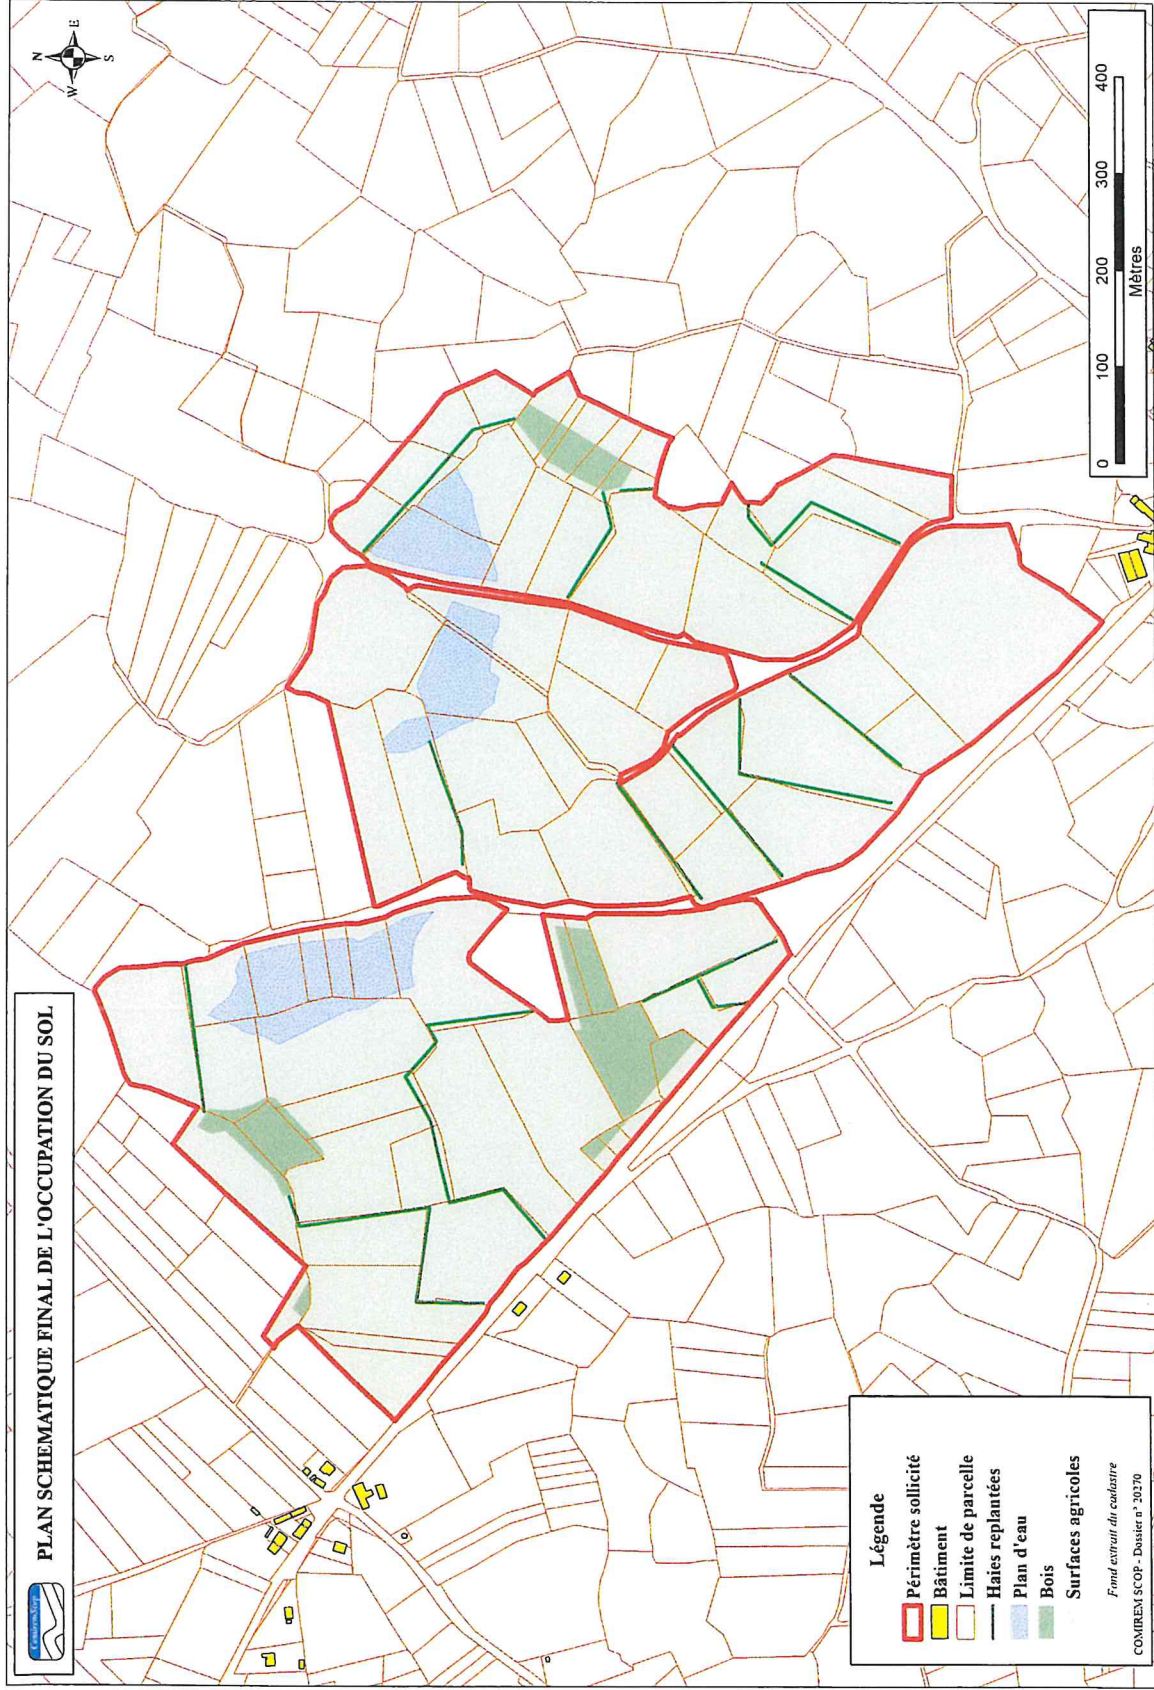 PLAN SCHEMATIQUE FINAL DE L'OCCUPATION DU SOL
ComiremScop
N
W
E
S
Légende
Périmètre sollicité
Bâtiment
Limite de parcelle
Haies replantées
Plan d'eau
Bois
Surfaces agricoles
Fond extrait du cadastre
COMIREM SCOP - Dossier n° 20270
0
100
200
300
400
Mètres